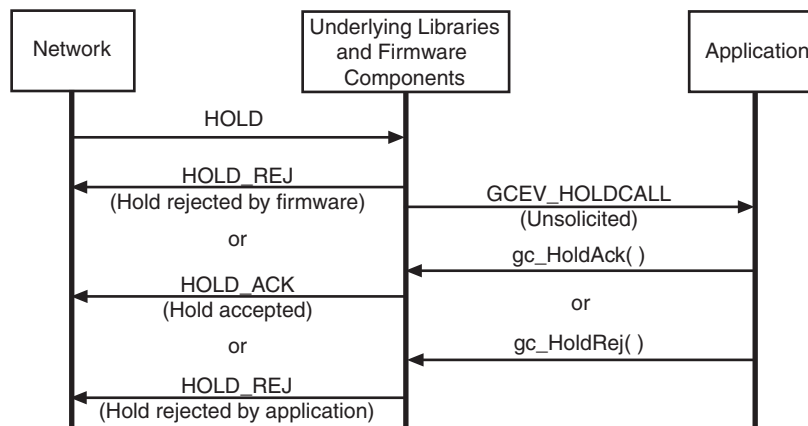 Network
Underlying Libraries
and Firmware
Components
Application
HOLD
HOLD_REJ
(Hold rejected by firmware)
GCEV_HOLDCALL
(Unsolicited)
or
gc_HoldAck( )
HOLD_ACK
(Hold accepted)
or
or
gc_HoldRej( )
HOLD_REJ
(Hold rejected by application)